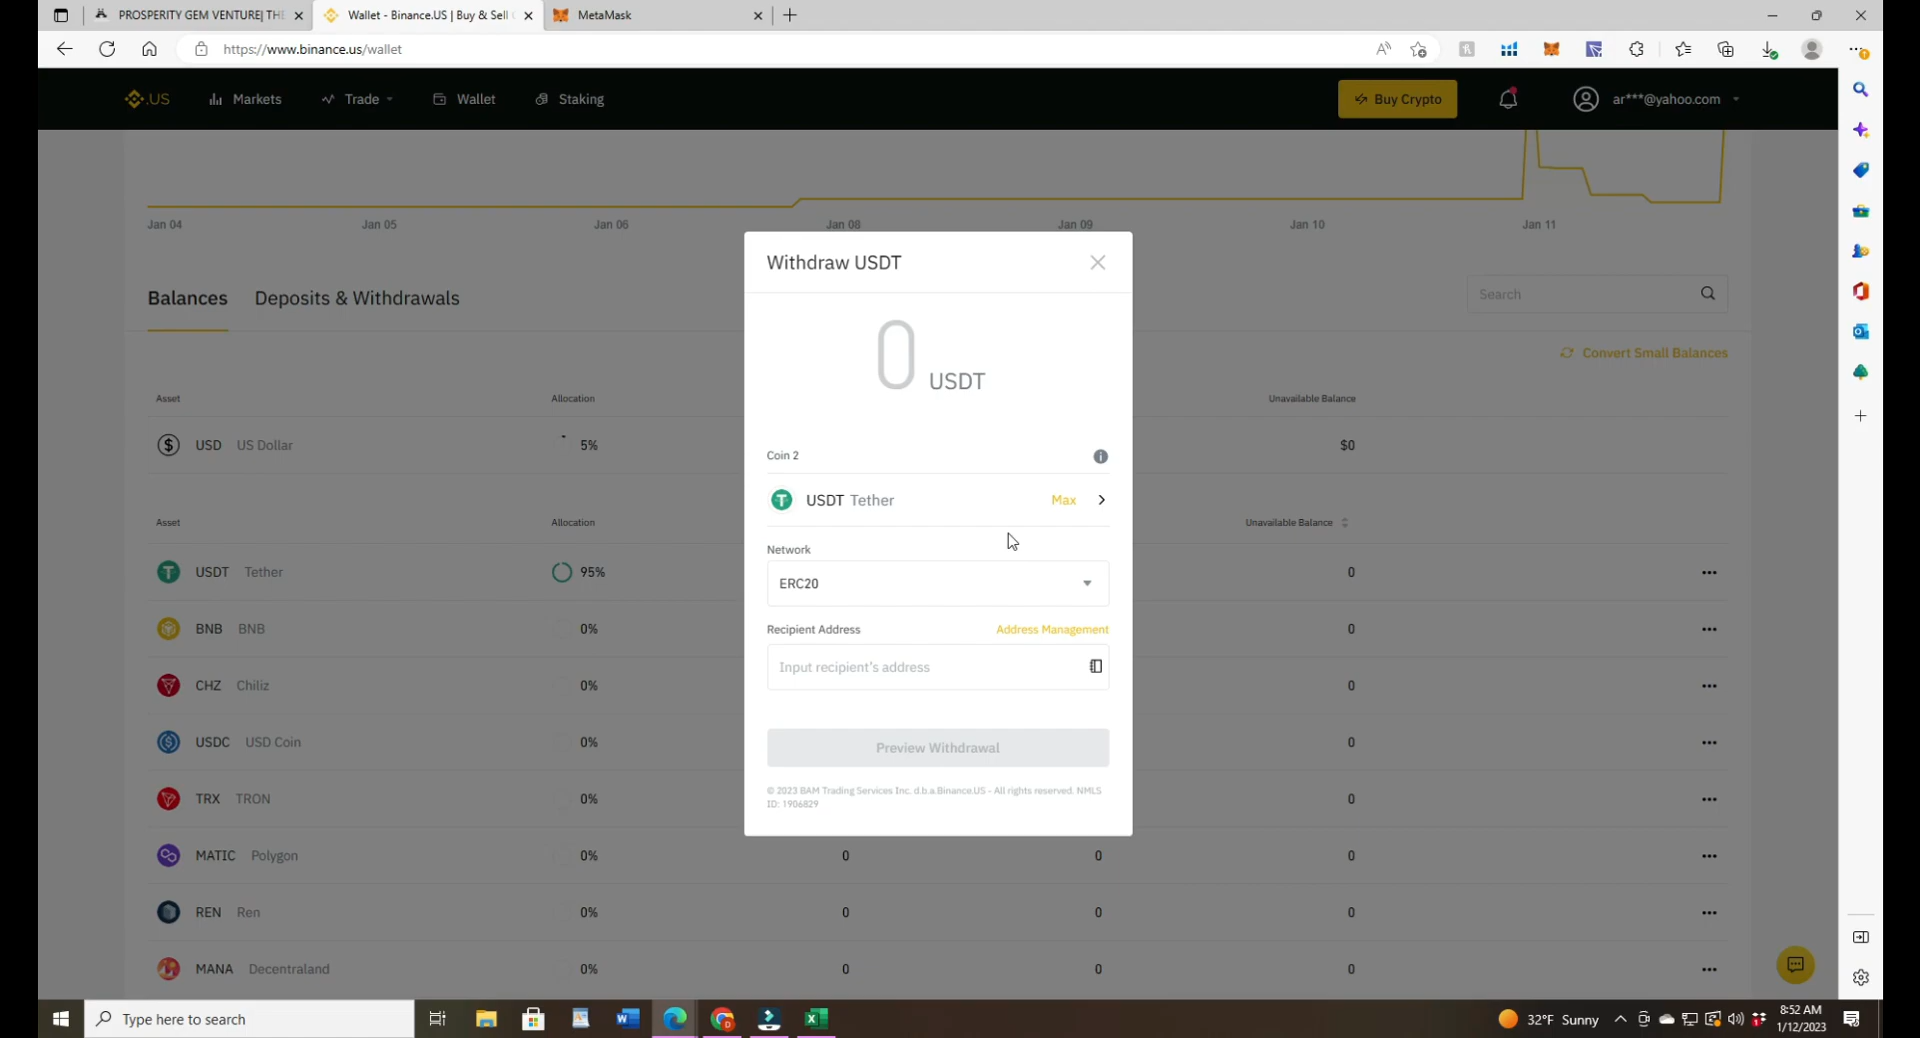 PROSPERITY GEM VENTURE| THE
Wallet - Binance.US | Buy & Sell C
MetaMask
https://www.binance.us/wallet
.US
Markets
Trade
Wallet
Staking
Buy Crypto
ar***@yahoo.com
Jan 04
Jan 05
Jan 06
Jan 08
Jan 09
Jan 10
Jan 11
Balances
Deposits & Withdrawals
Search
Convert Small Balances
Asset
Allocation
Unavailable Balance
USD US Dollar
5%
$0
Asset
Allocation
Unavailable Balance
USDT Tether
95%
0
BNB BNB
0%
0
CHZ Chiliz
0%
0
USDC USD Coin
0%
0
TRX TRON
0%
0
MATIC Polygon
0%
0
0
0
REN Ren
0%
0
0
0
MANA Decentraland
0%
0
0
0
Withdraw USDT
0 USDT
Coin 2
USDT Tether
Max
Network
ERC20
Recipient Address
Address Management
Input recipient's address
Preview Withdrawal
© 2023 BAM Trading Services Inc. d.b.a.Binance.US - All rights reserved. NMLS
ID: 1906829
Type here to search
32°F Sunny
8:52 AM
1/12/2023